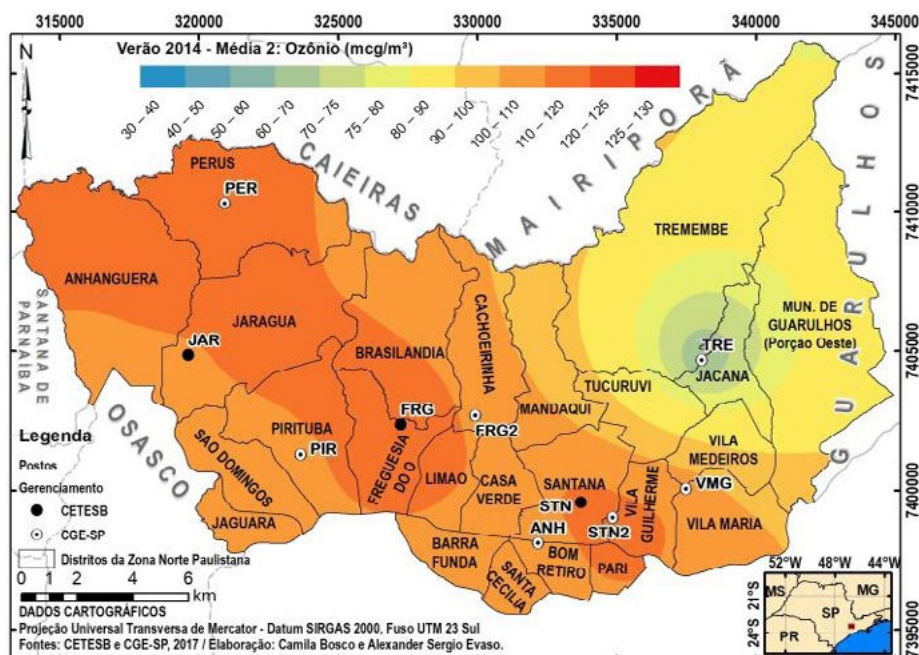 315000 320000 325000 330000 335000 340000 345000
N
Verão 2014 - Média 2: Ozônio (mcg/m³)
30 – 40
40 – 50
50 – 60
60 – 70
70 – 75
75 – 80
80 – 90
90 – 100
100 – 110
110 – 120
120 – 125
125 – 130
7415000
7410000
7405000
7400000
7395000
CAIEIRAS
MAIRIPORÃ
GUARULHOS
SANTANA DE
PARNAÍBA
OSASCO
PERUS
PER
ANHANGUERA
TREMEMBE
JARAGUA
JAR
BRASILANDIA
CACHOEIRINHA
MUN. DE
GUARULHOS
(Porção Oeste)
TRE
JACANA
TUCURUVI
MANDAQUI
FRG
FRG2
PIRITUBA
PIR
FREGUESIA
DO O
LIMAO
CASA
VERDE
SAO DOMINGOS
JAGUARA
VILA
MEDEIROS
SANTANA
STN
STN2
VILA
GUILHERME
VMG
VILA MARIA
ANH
BARRA
FUNDA
BOM
RETIRO
PARI
SANTA
CECILIA
Legenda
Postos
Gerenciamento
CETESB
CGE-SP
Distritos da Zona Norte Paulistana
0 1 2 4 6
km
DADOS CARTOGRÁFICOS
Projeção Universal Transversa de Mercator - Datum SIRGAS 2000, Fuso UTM 23 Sul
Fontes: CETESB e CGE-SP, 2017 / Elaboração: Camila Bosco e Alexander Sergio Evaso.
52°W 48°W 44°W
21°S
24°S
MS
MG
SP
PR